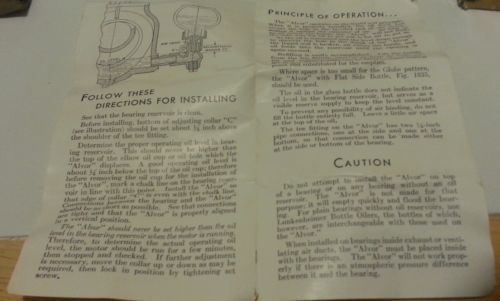 FOLLOW THESE
DIRECTIONS FOR INSTALLING
See that the bearing reservoir is clean.
Before installing, bottom of adjusting collar "C"
(see illustration) should be set about ¼ inch above
the shoulder of the tee fitting.
Determine the proper operating oil level in bear-
ing reservoir. This should never be higher than
the top of the elbow oil cup or oil hole which the
"Alvor" displaces. A good operating oil level is
about ¼ inch below the top of the oil cup; therefore
before removing the oil cup for the installation of the
"Alvor", mark a chalk line on the bearing reser-
voir in line with this point. Install the "Alvor" so
that edge of collar "C" is even with the chalk line.
Connections between the bearing and the "Alvor"
should be as short as possible. See that connections
are tight and that the "Alvor" is properly aligned
in a vertical position.
The "Alvor" should never be set higher than the oil
level in the bearing reservoir when the motor is running.
Therefore, to determine the actual operating oil
level, the motor should be run for a few minutes,
then stopped and checked. If further adjustment
is necessary, move the collar up or down as may be
required, then lock in position by tightening set
screw.
PRINCIPLE OF OPERATION...
The "Alvor" operates on the
Where space is too small for the Globe pattern,
the "Alvor" with Flat Side Bottle, Fig. 1935,
should be used.
The oil in the glass bottle does not indicate the
oil level in the bearing reservoir, but serves as a
visible reserve supply to keep the level constant.
To prevent any possibility of air binding, do not
fill the bottle entirely full. Leave a little air space
at the top of the oil.
The tee fitting on the "Alvor" has two ¼-inch
pipe connections, one at the side and one at the
bottom, so that connection can be made either
at the side or bottom of the bearing.
CAUTION
Do not attempt to install the "Alvor" on top
of a bearing or on any bearing without an oil
reservoir. The "Alvor" is not made for that
purpose; it will empty quickly and flood the bear-
ing. For plain bearings without oil reservoirs, use
Lunkenheimer Bottle Oilers, the bottles of which,
however, are interchangeable with those used on
the "Alvor."
When installed on bearings inside exhaust or venti-
lating air ducts, the "Alvor" must be placed inside
with the bearings. The "Alvor" will not work prop-
erly if there is an atmospheric pressure difference
between it and the bearing.